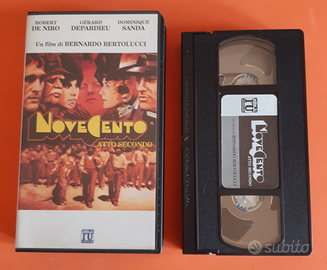 ROBERT DE NIRO
GÉRARD DEPARDIEU
DOMINIQUE SANDA
Un film di BERNARDO BERTOLUCCI
NOVECENTO
ATTO SECONDO
NOVECENTO
ATTO SECONDO
subito